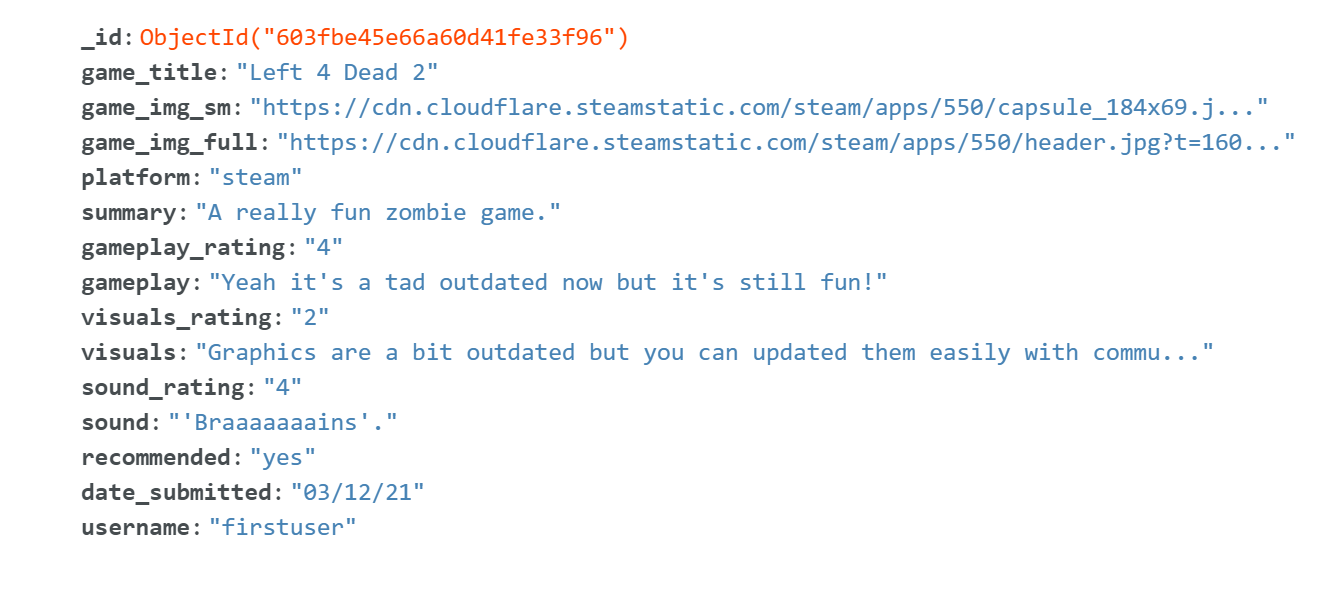 _id: ObjectId("603fbe45e66a60d41fe33f96")
game_title: "Left 4 Dead 2"
game_img_sm: "https://cdn.cloudflare.steamstatic.com/steam/apps/550/capsule_184x69.j..."
game_img_full: "https://cdn.cloudflare.steamstatic.com/steam/apps/550/header.jpg?t=160..."
platform: "steam"
summary: "A really fun zombie game."
gameplay_rating: "4"
gameplay: "Yeah it's a tad outdated now but it's still fun!"
visuals_rating: "2"
visuals: "Graphics are a bit outdated but you can updated them easily with commu..."
sound_rating: "4"
sound: "'Braaaaaaains'."
recommended: "yes"
date_submitted: "03/12/21"
username: "firstuser"